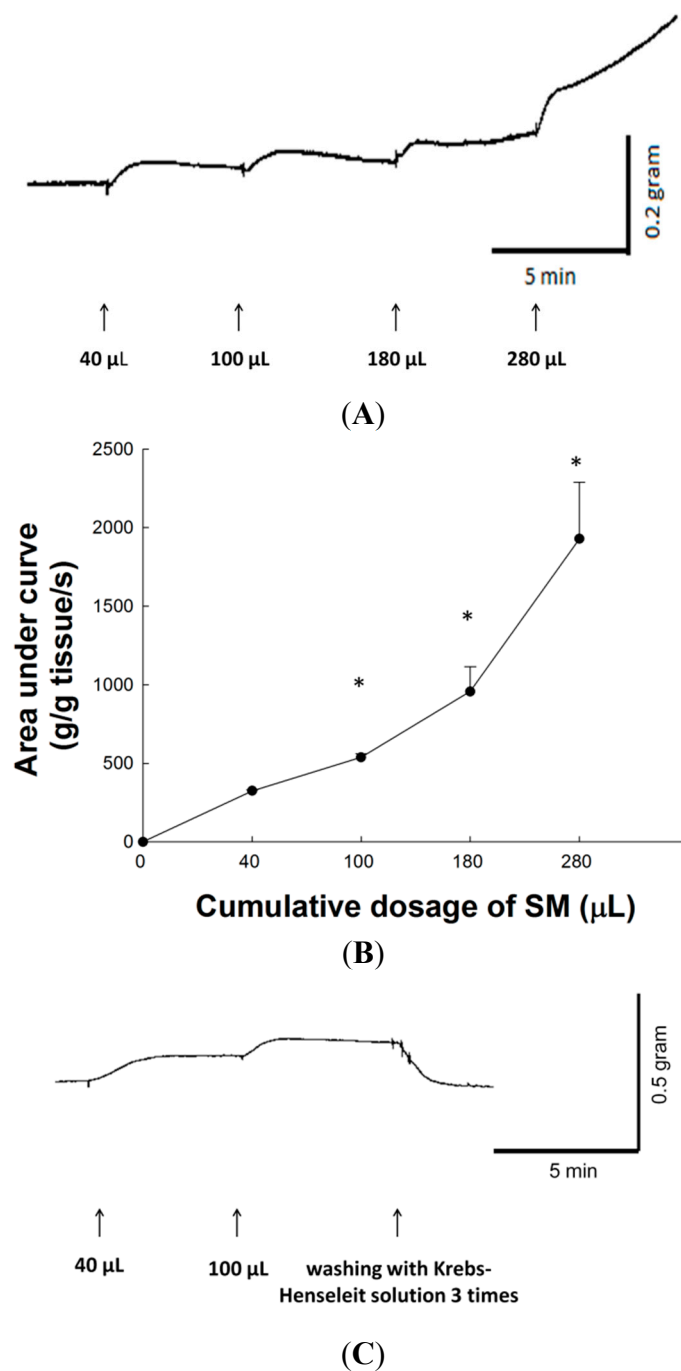 0.2 gram
5 min
↑ ↑ ↑ ↑
40 µL 100 µL 180 µL 280 µL
(A)
2500
2000
1500
1000
500
0
Area under curve
(g/g tissue/s)
* * *
0 40 100 180 280
Cumulative dosage of SM (µL)
(B)
0.5 gram
5 min
↑ ↑ ↑
40 µL 100 µL washing with Krebs-
Henseleit solution 3 times
(C)